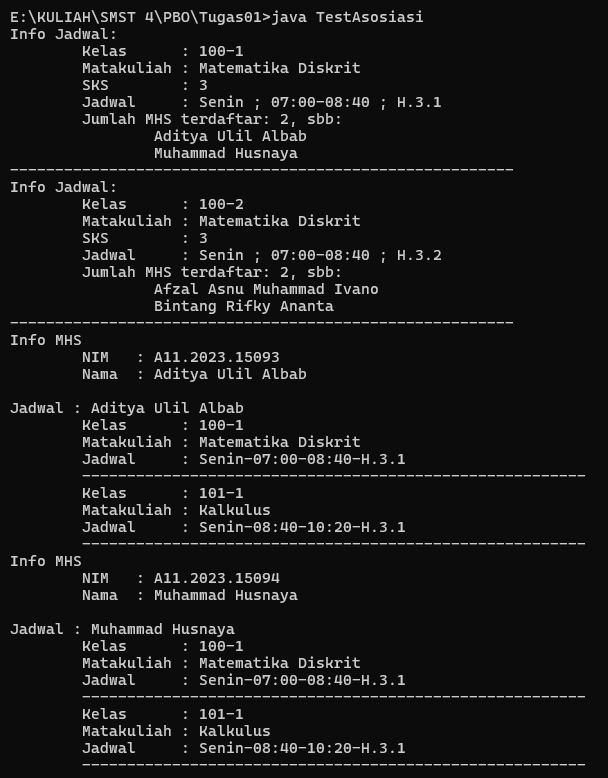 E:\KULIAH\SMST 4\PBO\Tugas01>java TestAsosiasi
Info Jadwal:
        Kelas      : 100-1
        Matakuliah : Matematika Diskrit
        SKS        : 3
        Jadwal     : Senin ; 07:00-08:40 ; H.3.1
        Jumlah MHS terdaftar: 2, sbb:
                Aditya Ulil Albab
                Muhammad Husnaya
--------------------------------------------------------
Info Jadwal:
        Kelas      : 100-2
        Matakuliah : Matematika Diskrit
        SKS        : 3
        Jadwal     : Senin ; 07:00-08:40 ; H.3.2
        Jumlah MHS terdaftar: 2, sbb:
                Afzal Asnu Muhammad Ivano
                Bintang Rifky Ananta
--------------------------------------------------------
Info MHS
        NIM   : A11.2023.15093
        Nama  : Aditya Ulil Albab

Jadwal : Aditya Ulil Albab
        Kelas      : 100-1
        Matakuliah : Matematika Diskrit
        Jadwal     : Senin-07:00-08:40-H.3.1
        --------------------------------------------------------
        Kelas      : 101-1
        Matakuliah : Kalkulus
        Jadwal     : Senin-08:40-10:20-H.3.1
        --------------------------------------------------------
Info MHS
        NIM   : A11.2023.15094
        Nama  : Muhammad Husnaya

Jadwal : Muhammad Husnaya
        Kelas      : 100-1
        Matakuliah : Matematika Diskrit
        Jadwal     : Senin-07:00-08:40-H.3.1
        --------------------------------------------------------
        Kelas      : 101-1
        Matakuliah : Kalkulus
        Jadwal     : Senin-08:40-10:20-H.3.1
        --------------------------------------------------------